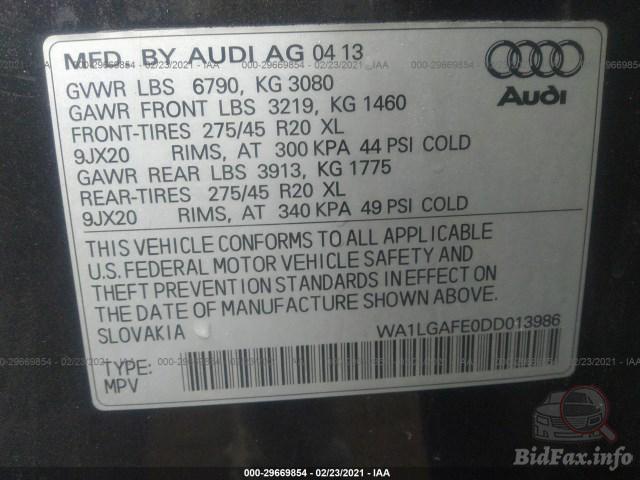 MFD. BY AUDI AG 04 13
GVWR LBS 6790, KG 3080
GAWR FRONT LBS 3219, KG 1460
FRONT-TIRES 275/45 R20 XL
9JX20 RIMS, AT 300 KPA 44 PSI COLD
GAWR REAR LBS 3913, KG 1775
REAR-TIRES 275/45 R20 XL
9JX20 RIMS, AT 340 KPA 49 PSI COLD
Audi
THIS VEHICLE CONFORMS TO ALL APPLICABLE
U.S. FEDERAL MOTOR VEHICLE SAFETY AND
THEFT PREVENTION STANDARDS IN EFFECT ON
THE DATE OF MANUFACTURE SHOWN ABOVE.
SLOVAKIA
WA1LGAFE0DD013986
TYPE:
MPV
000-29669854 - 02/23/2021 - IAA
BidFax.info